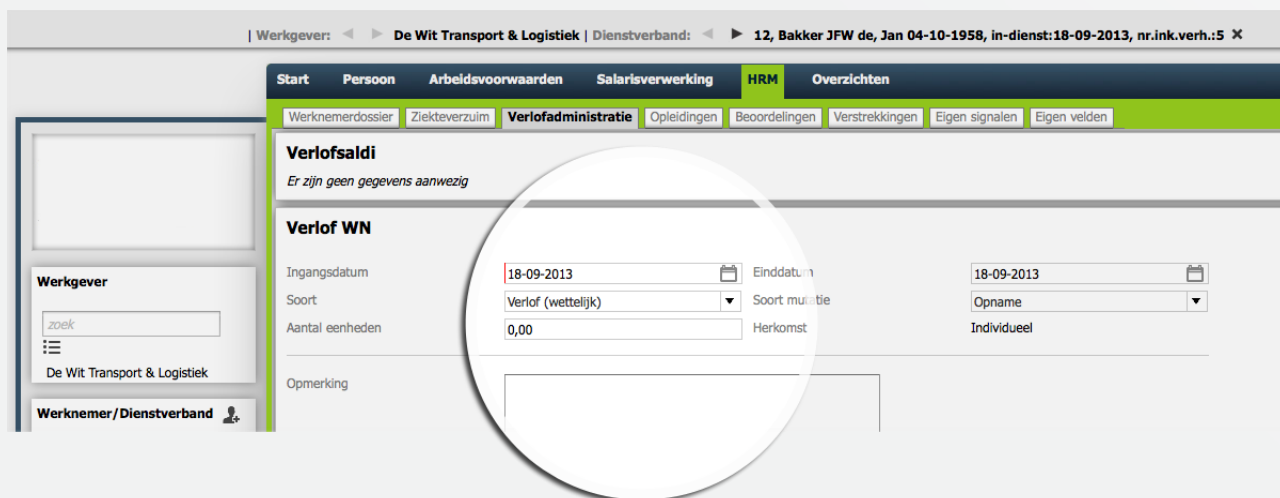 | Werkgever: De Wit Transport & Logistiek | Dienstverband: 12, Bakker JFW de, Jan 04-10-1958, in-dienst:18-09-2013, nr.ink.verh.:5 X
Start Persoon Arbeidsvoorwaarden Salarisverwerking HRM Overzichten
Werknemerdossier Ziekteverzuim Verlofadministratie Opleidingen Beoordelingen Verstrekkingen Eigen signalen Eigen velden
Verlofsaldi
Er zijn geen gegevens aanwezig
Verlof WN
Ingangsdatum 18-09-2013 Einddatum 18-09-2013
Soort Verlof (wettelijk) Soort mutatie Opname
Aantal eenheden 0,00 Herkomst Individueel
Opmerking
Werkgever
zoek
De Wit Transport & Logistiek
Werknemer/Dienstverband